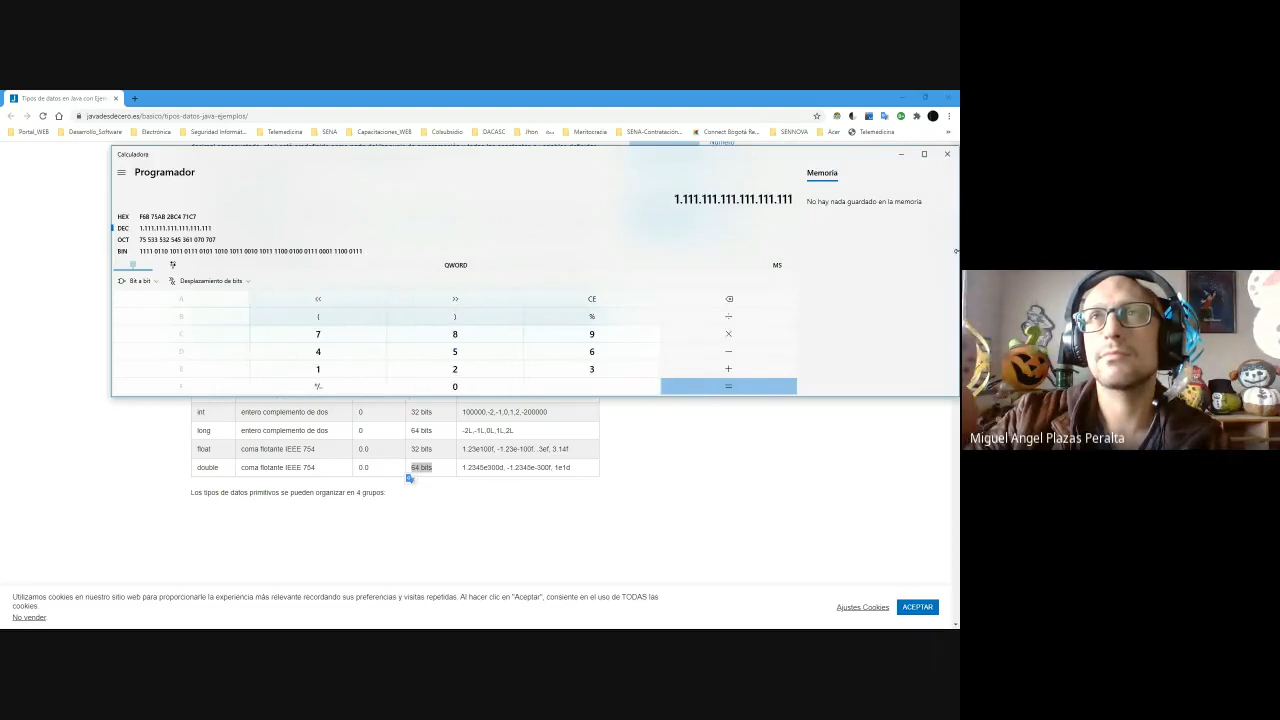 Tipos de datos en Java con Ejem
javadesdecero.es/basico/tipos-datos-java-ejemplos/
Portal_WEB Desarrollo_Software Electrónica Seguridad Informát... Telemedicina SENA Capacitaciones_WEB Colsubsidio DACASC Jhon Meritocracia SENA-Contratación... Connect Bogotá Re... SENNOVA Acer Telemedicina »
Número
Calculadora
Programador
Memoria
1.111.111.111.111.111.111
No hay nada guardado en la memoria
HEX F6B 75AB 2BC4 71C7
DEC 1.111.111.111.111.111.111
OCT 75 533 532 545 361 070 707
BIN 1111 0110 1011 0111 0101 1010 1011 0010 1011 1100 0100 0111 0001 1100 0111
QWORD MS
Bit a bit Desplazamiento de bits
A << >> CE
B ( ) % ÷
C 7 8 9 ×
D 4 5 6 −
E 1 2 3 +
F +/− 0 =
int entero complemento de dos 0 32 bits 100000,-2,-1,0,1,2,-200000
long entero complemento de dos 0 64 bits -2L,-1L,0L,1L,2L
float coma flotante IEEE 754 0.0 32 bits 1.23e100f, -1.23e-100f, .3ef, 3.14f
double coma flotante IEEE 754 0.0 64 bits 1.2345e300d, -1.2345e-300f, 1e1d
Los tipos de datos primitivos se pueden organizar en 4 grupos:
Utilizamos cookies en nuestro sitio web para proporcionarle la experiencia más relevante recordando sus preferencias y visitas repetidas. Al hacer clic en "Aceptar", consiente en el uso de TODAS las
cookies.
No vender
Ajustes Cookies
ACEPTAR
Miguel Angel Plazas Peralta